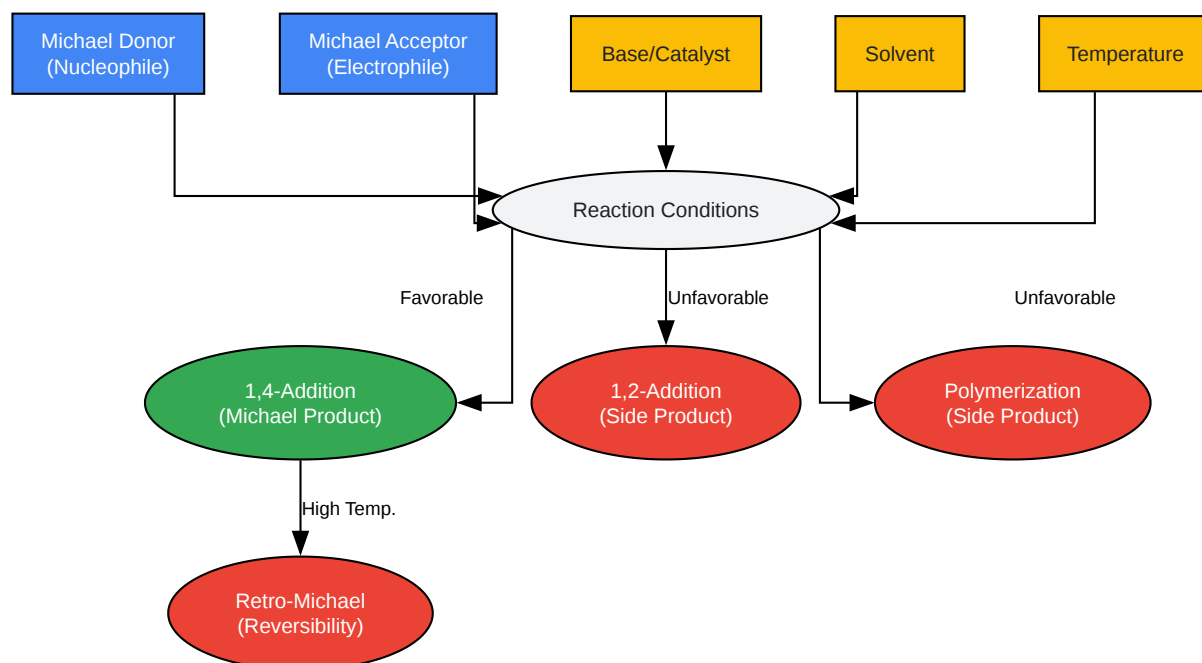 Michael Donor
(Nucleophile)
Michael Acceptor
(Electrophile)
Base/Catalyst
Solvent
Temperature
Reaction Conditions
Favorable
Unfavorable
Unfavorable
1,4-Addition
(Michael Product)
1,2-Addition
(Side Product)
Polymerization
(Side Product)
High Temp.
Retro-Michael
(Reversibility)